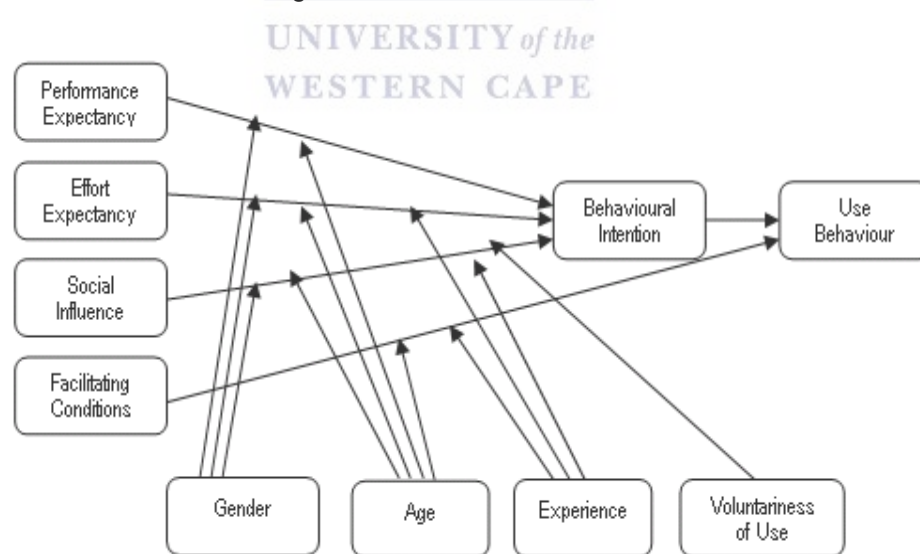 UNIVERSITY of the
WESTERN CAPE
Performance
Expectancy
Effort
Expectancy
Social
Influence
Facilitating
Conditions
Behavioural
Intention
Use
Behaviour
Gender
Age
Experience
Voluntariness
of Use